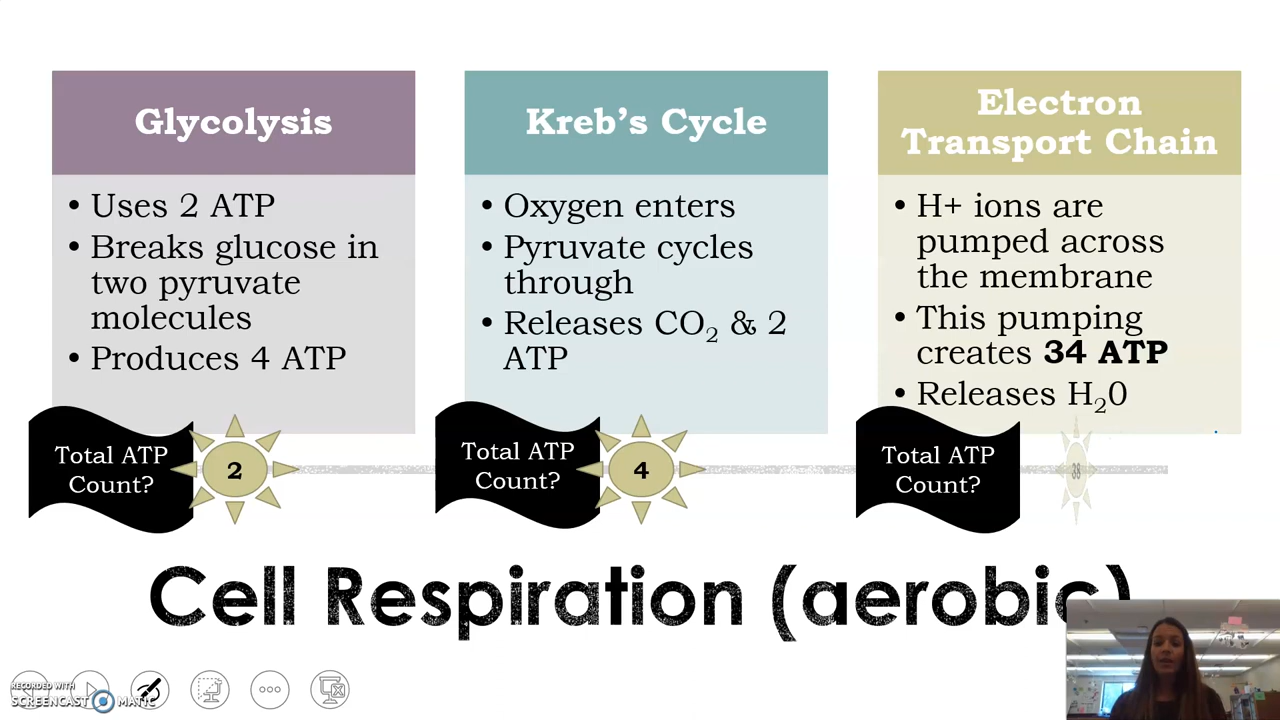 Glycolysis
• Uses 2 ATP
• Breaks glucose in
two pyruvate
molecules
• Produces 4 ATP
Total ATP
Count?
2
Kreb's Cycle
• Oxygen enters
• Pyruvate cycles
through
• Releases CO₂ & 2
ATP
Total ATP
Count?
4
Electron
Transport Chain
• H+ ions are
pumped across
the membrane
• This pumping
creates 34 ATP
• Releases H₂0
Total ATP
Count?
38
Cell Respiration (aerobic)
RECORDED WITH
SCREENCAST MATIC